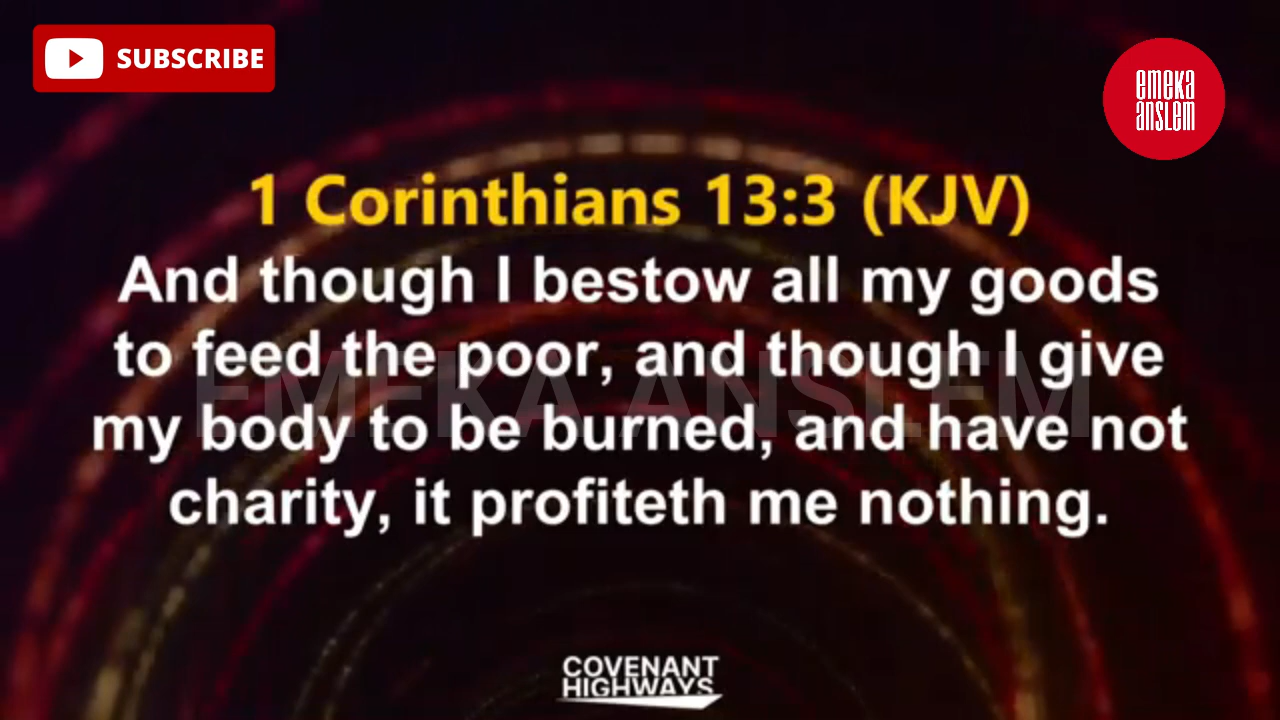 SUBSCRIBE
emeka
anslem
1 Corinthians 13:3 (KJV)
And though I bestow all my goods
to feed the poor, and though I give
EMEKA ANSLEM
my body to be burned, and have not
charity, it profiteth me nothing.
COVENANT
HIGHWAYS